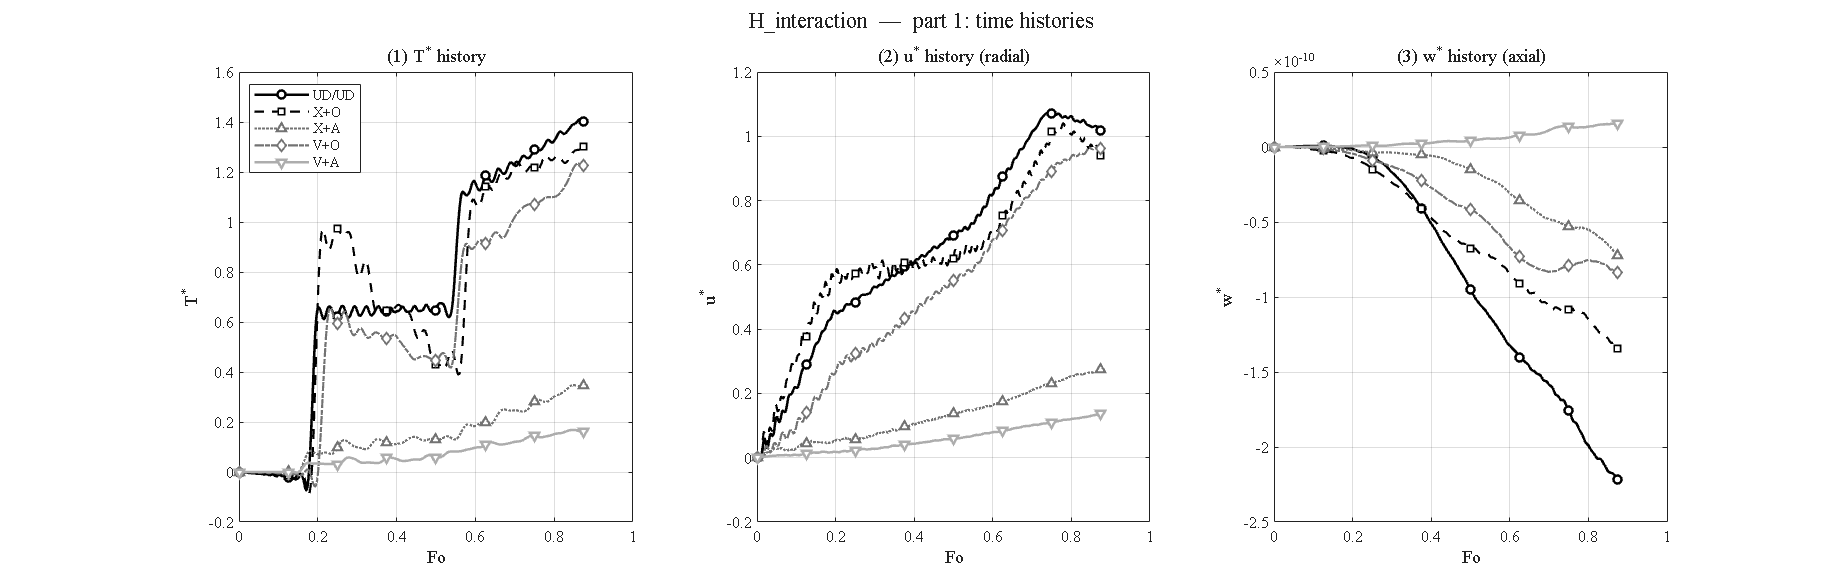 H_interaction — part 1: time histories
(1) T* history
1.6
1.4
1.2
1
0.8
0.6
0.4
0.2
0
-0.2
T*
0 0.2 0.4 0.6 0.8 1
Fo
UD/UD
X+O
X+A
V+O
V+A
(2) u* history (radial)
1.2
1
0.8
0.6
0.4
0.2
0
-0.2
u*
0 0.2 0.4 0.6 0.8 1
Fo
(3) w* history (axial)
×10-10
0.5
0
-0.5
-1
-1.5
-2
-2.5
w*
0 0.2 0.4 0.6 0.8 1
Fo